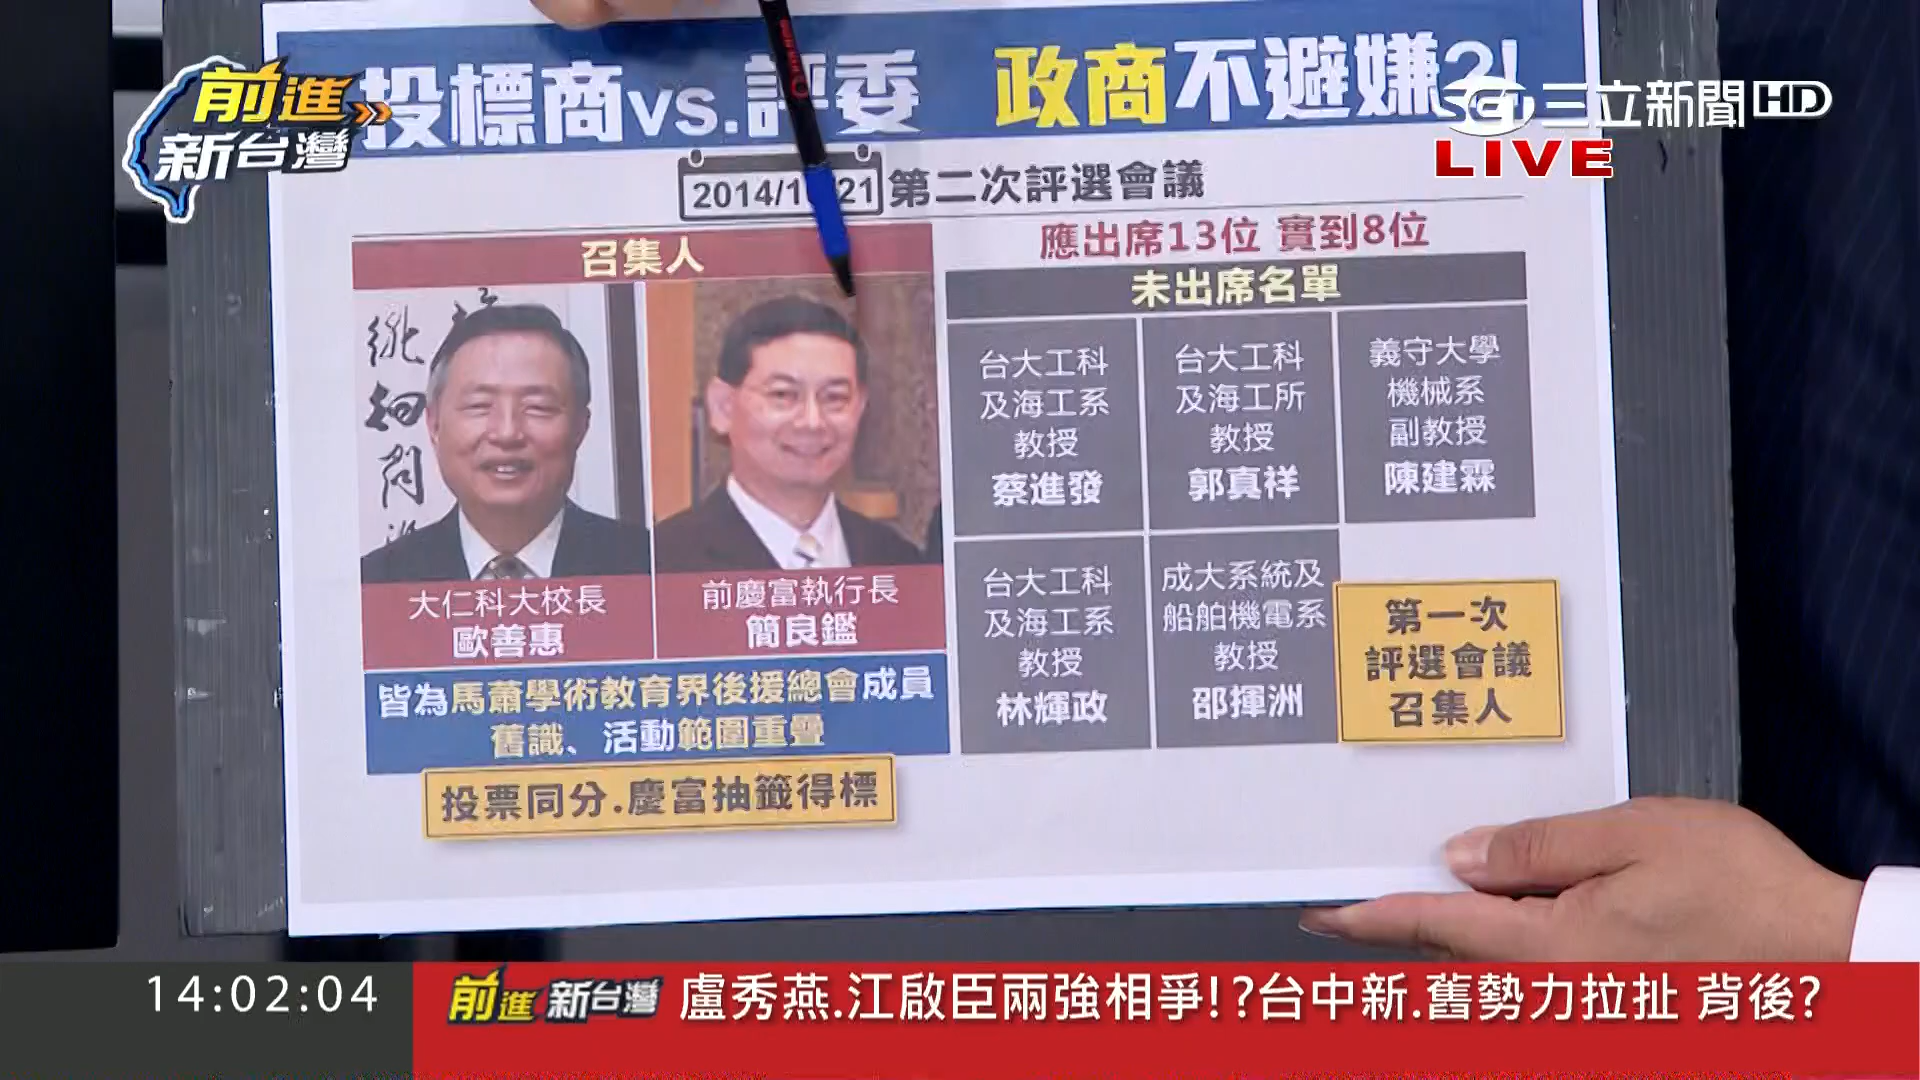 前進
新台灣
投標商vs.評委 政商不避嫌?!
SET三立新聞HD
LIVE
2014/1 21 第二次評選會議
應出席13位 實到8位
召集人
未出席名單
台大工科
及海工系
教授
蔡進發
台大工科
及海工所
教授
郭真祥
義守大學
機械系
副教授
陳建霖
大仁科大校長
歐善惠
前慶富執行長
簡良鑑
台大工科
及海工系
教授
林輝政
成大系統及
船舶機電系
教授
邵揮洲
第一次
評選會議
召集人
皆為馬蕭學術教育界後援總會成員
舊識、活動範圍重疊
投票同分.慶富抽籤得標
14:02:04
前進新台灣
盧秀燕.江啟臣兩強相爭!?台中新.舊勢力拉扯 背後?